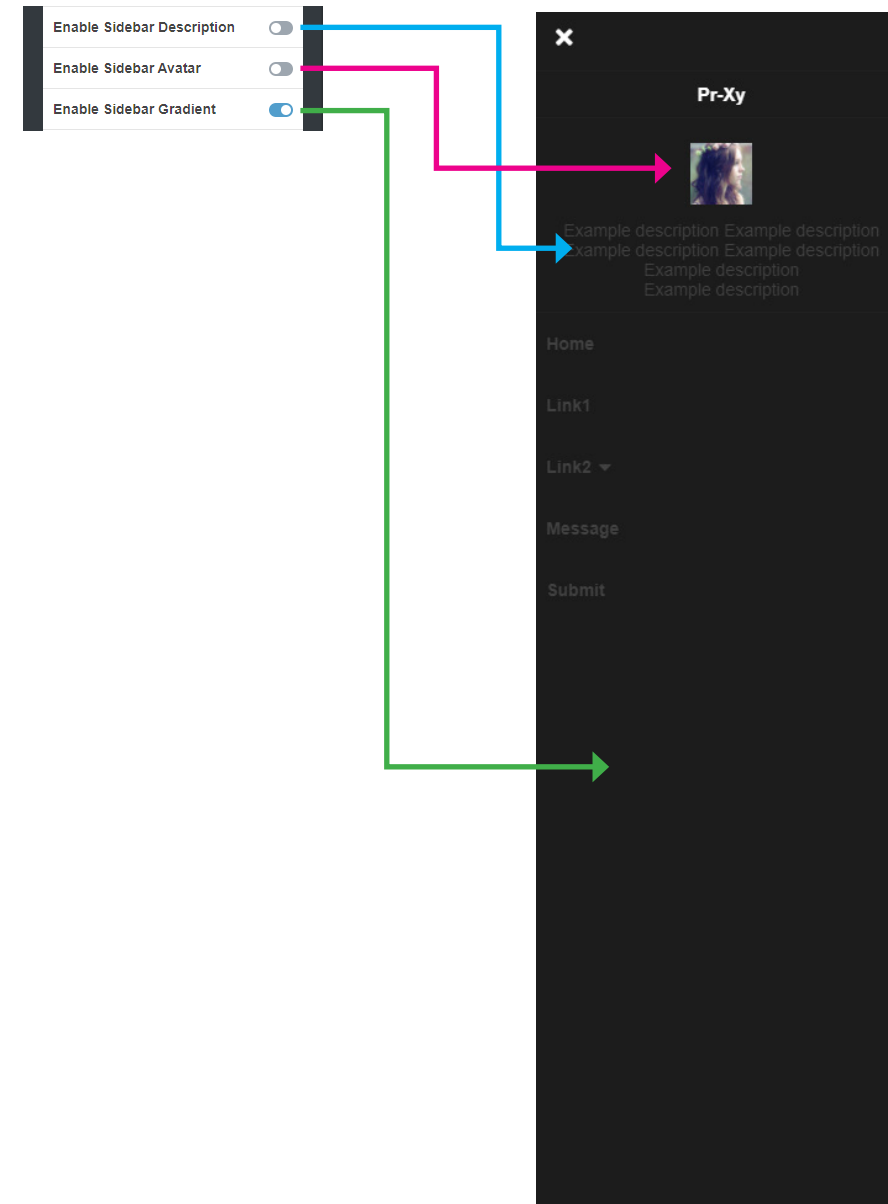 Enable Sidebar Description
Enable Sidebar Avatar
Enable Sidebar Gradient
Pr-Xy
Example description Example description
Example description Example description
Example description
Example description
Home
Link1
Link2
Message
Submit